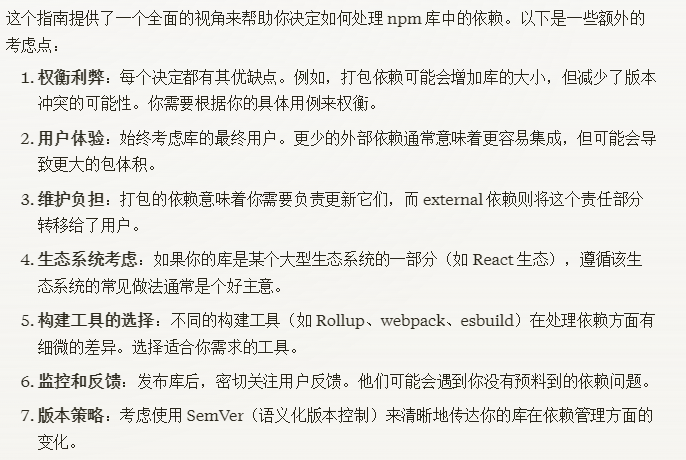 这个指南提供了一个全面的视角来帮助你决定如何处理 npm 库中的依赖。以下是一些额外的
考虑点：
1. 权衡利弊：每个决定都有其优缺点。例如，打包依赖可能会增加库的大小，但减少了版本
冲突的可能性。你需要根据你的具体用例来权衡。
2. 用户体验：始终考虑库的最终用户。更少的外部依赖通常意味着更容易集成，但可能会导
致更大的包体积。
3. 维护负担：打包的依赖意味着你需要负责更新它们，而 external 依赖则将这个责任部分
转移给了用户。
4. 生态系统考虑：如果你的库是某个大型生态系统的一部分（如 React 生态），遵循该生
态系统的常见做法通常是个好主意。
5. 构建工具的选择：不同的构建工具（如 Rollup、webpack、esbuild）在处理依赖方面有
细微的差异。选择适合你需求的工具。
6. 监控和反馈：发布库后，密切关注用户反馈。他们可能会遇到你没有预料到的依赖问题。
7. 版本策略：考虑使用 SemVer（语义化版本控制）来清晰地传达你的库在依赖管理方面的
变化。